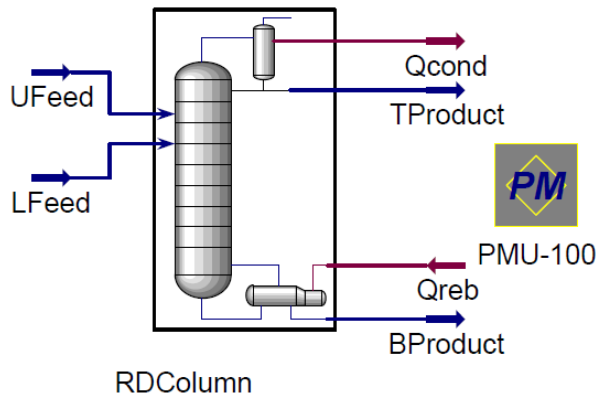 Qcond
UFeed
TProduct
LFeed
PM
PMU-100
Qreb
BProduct
RDColumn